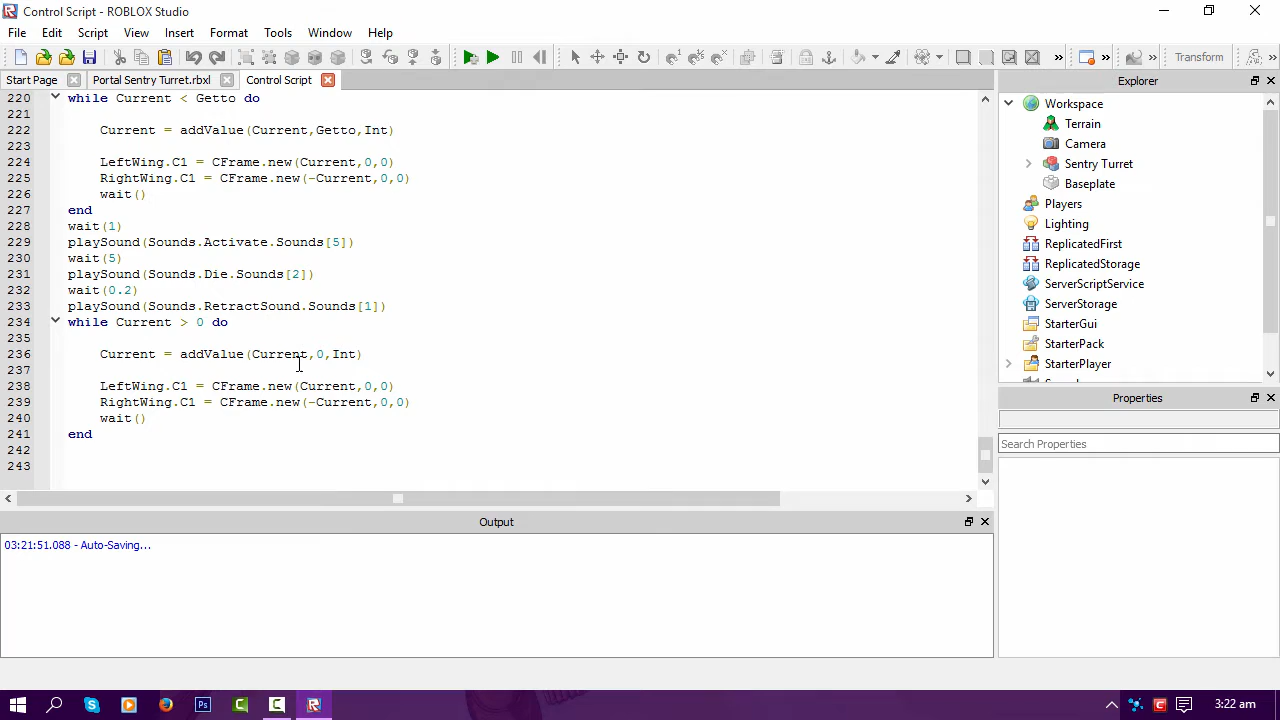 Control Script - ROBLOX Studio
File Edit Script View Insert Format Tools Window Help
Transform
Start Page Portal Sentry Turret.rbxl Control Script
220 while Current < Getto do
221
222 Current = addValue(Current,Getto,Int)
223
224 LeftWing.C1 = CFrame.new(Current,0,0)
225 RightWing.C1 = CFrame.new(-Current,0,0)
226 wait()
227 end
228 wait(1)
229 playSound(Sounds.Activate.Sounds[5])
230 wait(5)
231 playSound(Sounds.Die.Sounds[2])
232 wait(0.2)
233 playSound(Sounds.RetractSound.Sounds[1])
234 while Current > 0 do
235
236 Current = addValue(Current,0,Int)
237
238 LeftWing.C1 = CFrame.new(Current,0,0)
239 RightWing.C1 = CFrame.new(-Current,0,0)
240 wait()
241 end
242
243
Explorer
Workspace
Terrain
Camera
Sentry Turret
Baseplate
Players
Lighting
ReplicatedFirst
ReplicatedStorage
ServerScriptService
ServerStorage
StarterGui
StarterPack
StarterPlayer
Properties
Search Properties
Output
03:21:51.088 - Auto-Saving...
3:22 am